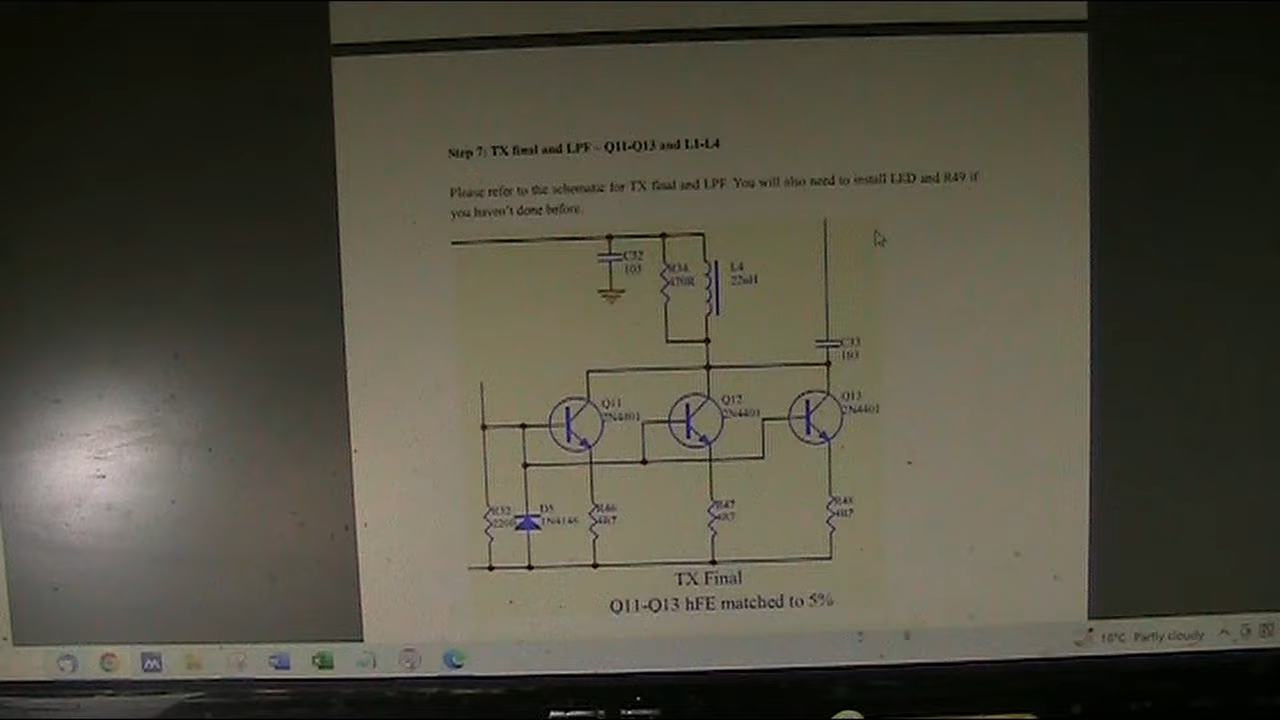 Step 7: TX final and LPF – Q11-Q13 and L1-L4
Please refer to the schematic for TX final and LPF. You will also need to install LED and R49 if
you haven't done before.
C32
103
R34
470R
L4
22uH
C33
103
Q11
2N4401
Q12
2N4401
Q13
2N4401
R32
220R
D5
1N4148
R46
4R7
R47
4R7
R48
4R7
TX Final
Q11-Q13 hFE matched to 5%
Partly cloudy